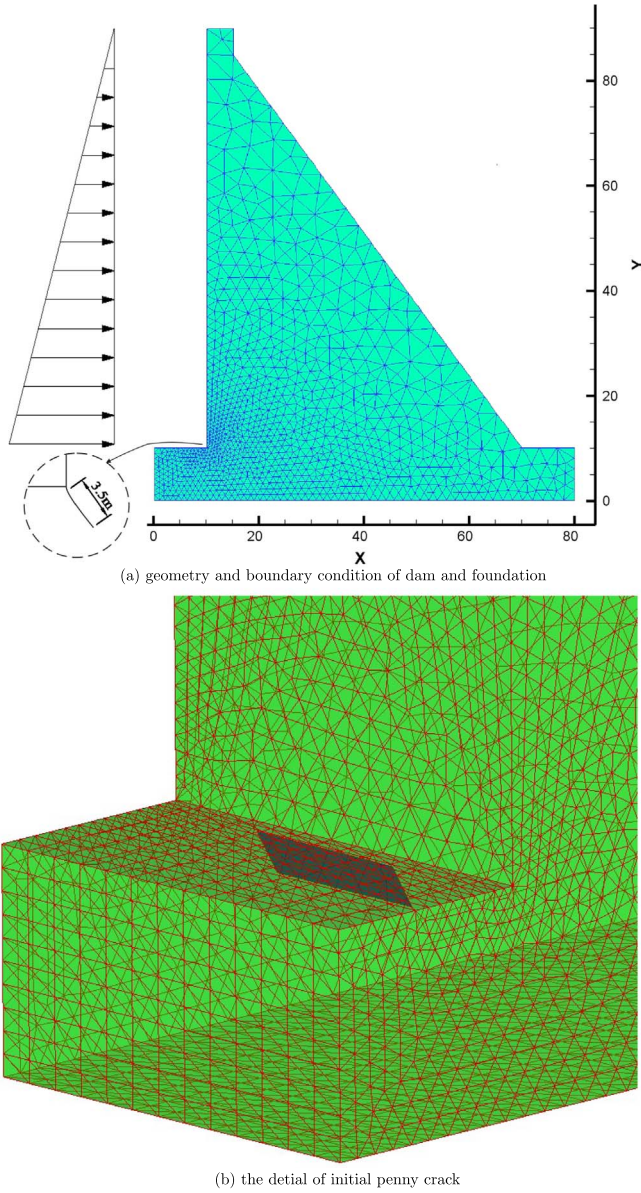 80
60
Y
40
20
3.5m
0
0 20 40 60 80
X
(a) geometry and boundary condition of dam and foundation
(b) the detial of initial penny crack